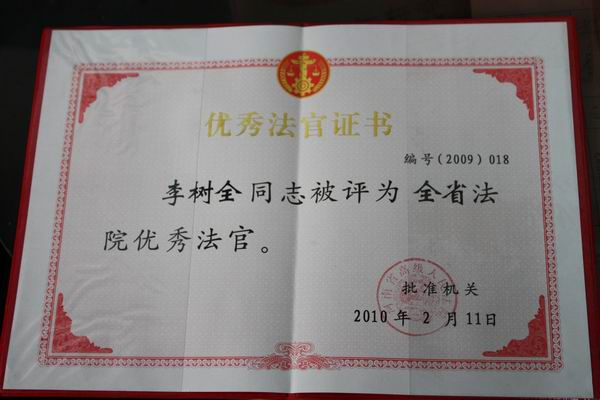 优秀法官证书
编号(2009)018
李树全同志被评为 全省法
院优秀法官。
批准机关
2010 年 2 月 11日